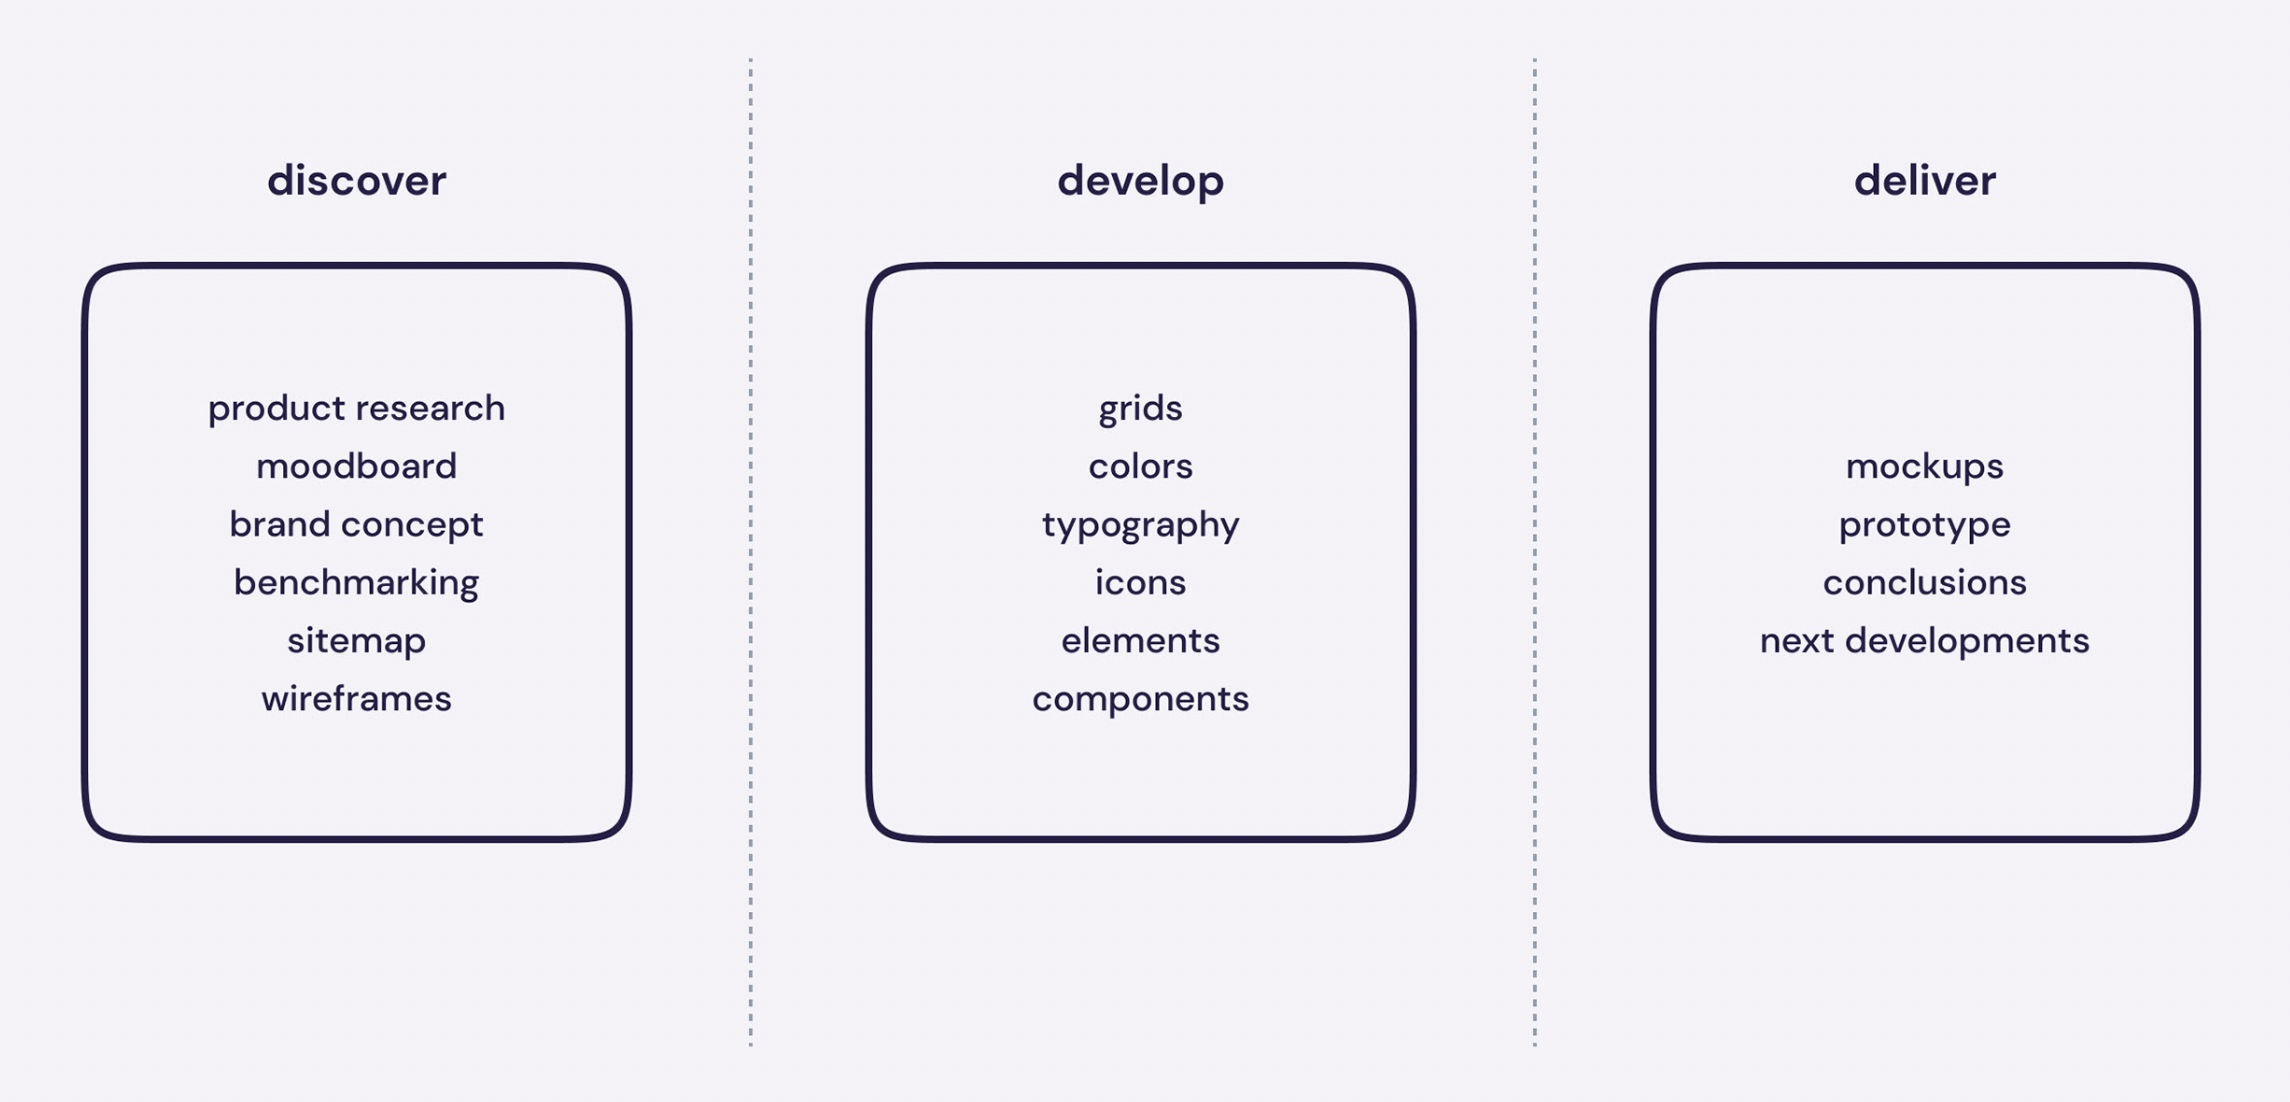 discover
product research
moodboard
brand concept
benchmarking
sitemap
wireframes
develop
grids
colors
typography
icons
elements
components
deliver
mockups
prototype
conclusions
next developments